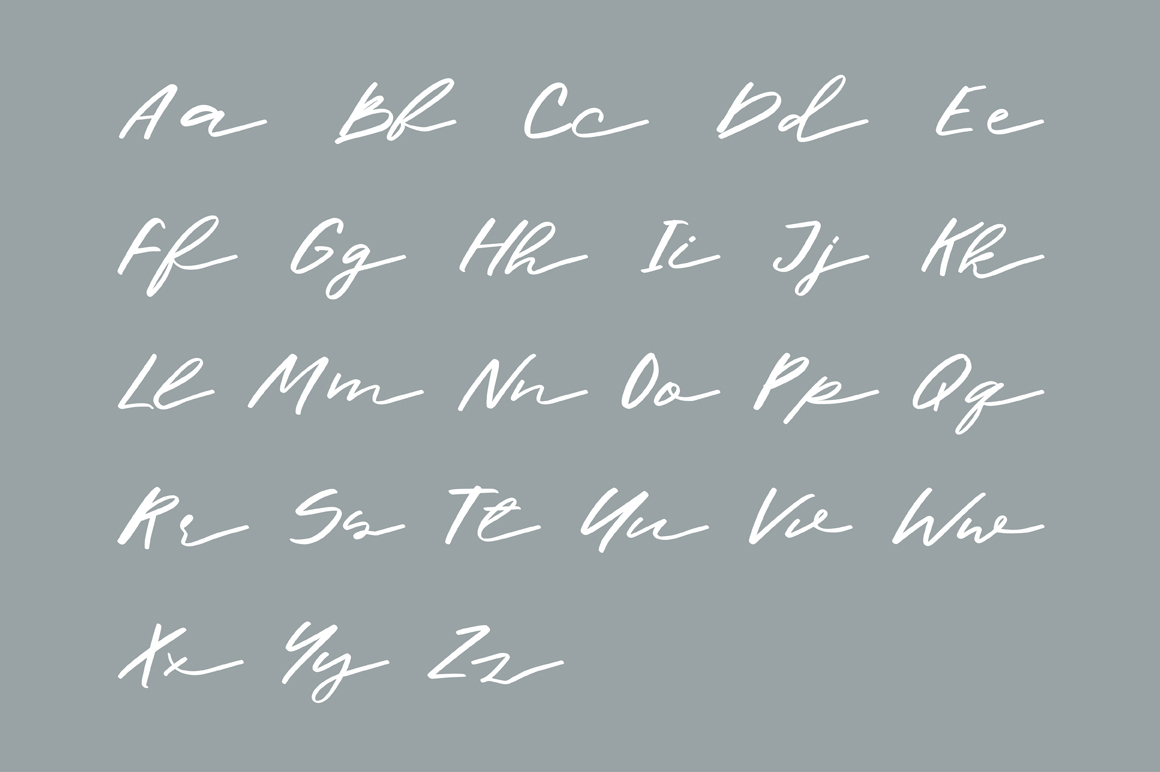 Aa Bb Cc Dd Ee
Ff Gg Hh Ii Jj Kk
Ll Mm Nn Oo Pp Qq
Rr Ss Tt Uu Vv Ww
Xx Yy Zz